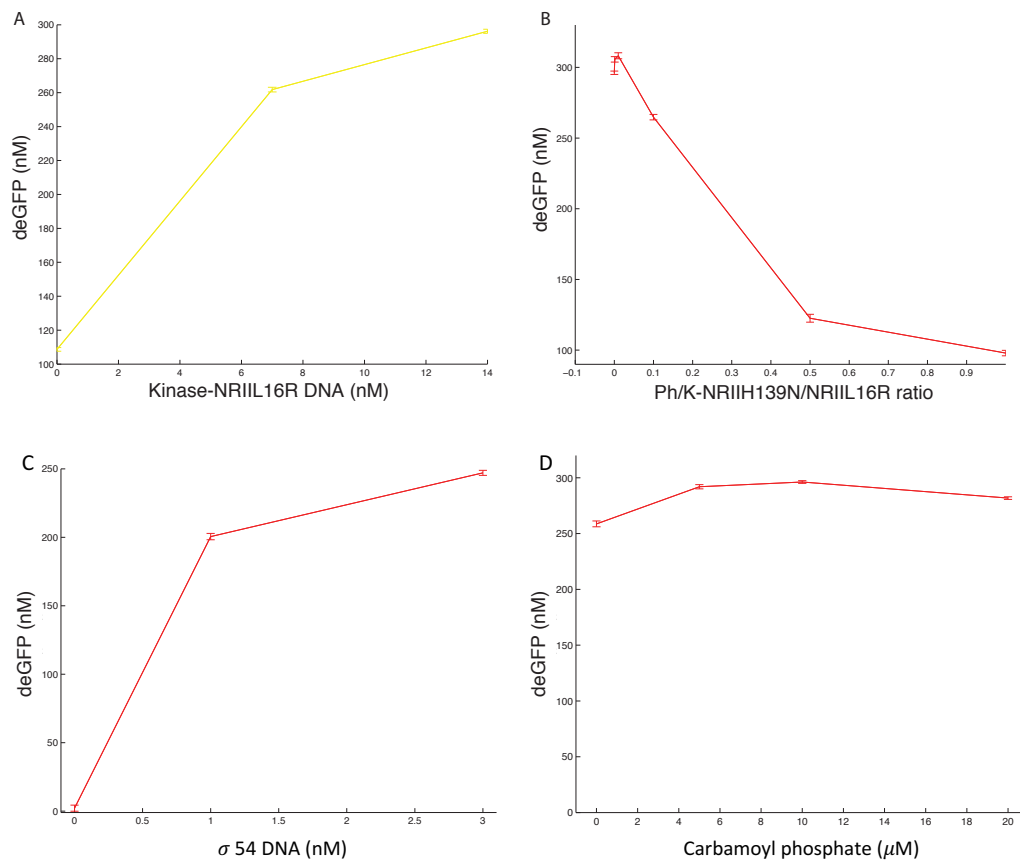 A
300
280
260
240
220
200
180
160
140
120
100
deGFP (nM)
0 2 4 6 8 10 12 14
Kinase-NRIIL16R DNA (nM)
B
300
250
200
150
100
deGFP (nM)
−0.1 0 0.1 0.2 0.3 0.4 0.5 0.6 0.7 0.8 0.9
Ph/K-NRIIH139N/NRIIL16R ratio
C
250
200
150
100
50
0
deGFP (nM)
0 0.5 1 1.5 2 2.5 3
σ 54 DNA (nM)
D
300
250
200
150
100
50
0
deGFP (nM)
0 2 4 6 8 10 12 14 16 18 20
Carbamoyl phosphate (μM)